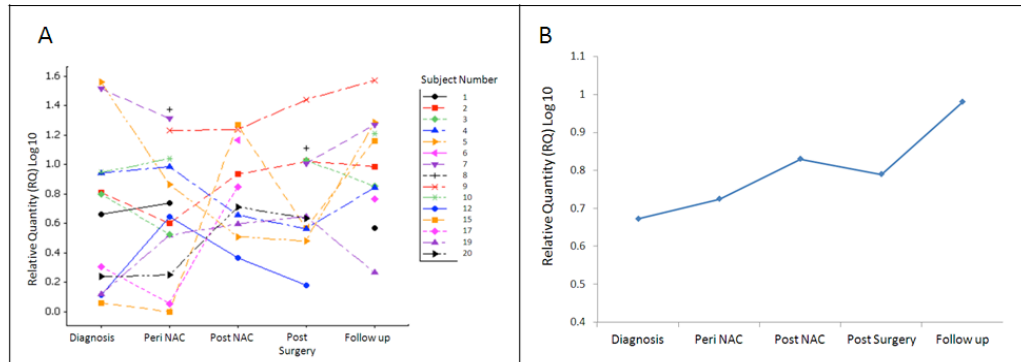 A
Relative Quantity (RQ) Log10
1.6
1.4
1.2
1.0
0.8
0.6
0.4
0.2
0.0
Diagnosis
Peri NAC
Post NAC
Post
Surgery
Follow up
Subject Number
1
2
3
4
5
6
7
8
9
10
12
15
17
19
20
B
Relative Quantity (RQ) Log10
1.1
1
0.9
0.8
0.7
0.6
0.5
0.4
Diagnosis
Peri NAC
Post NAC
Post Surgery
Follow up